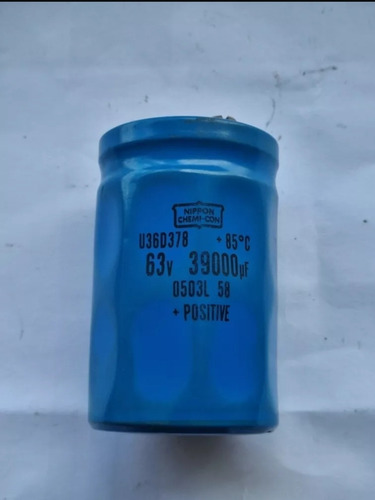 NIPPON
CHEMI-CON
U36D378 +85°C
63v 39000µF
0503L 58
+ POSITIVE